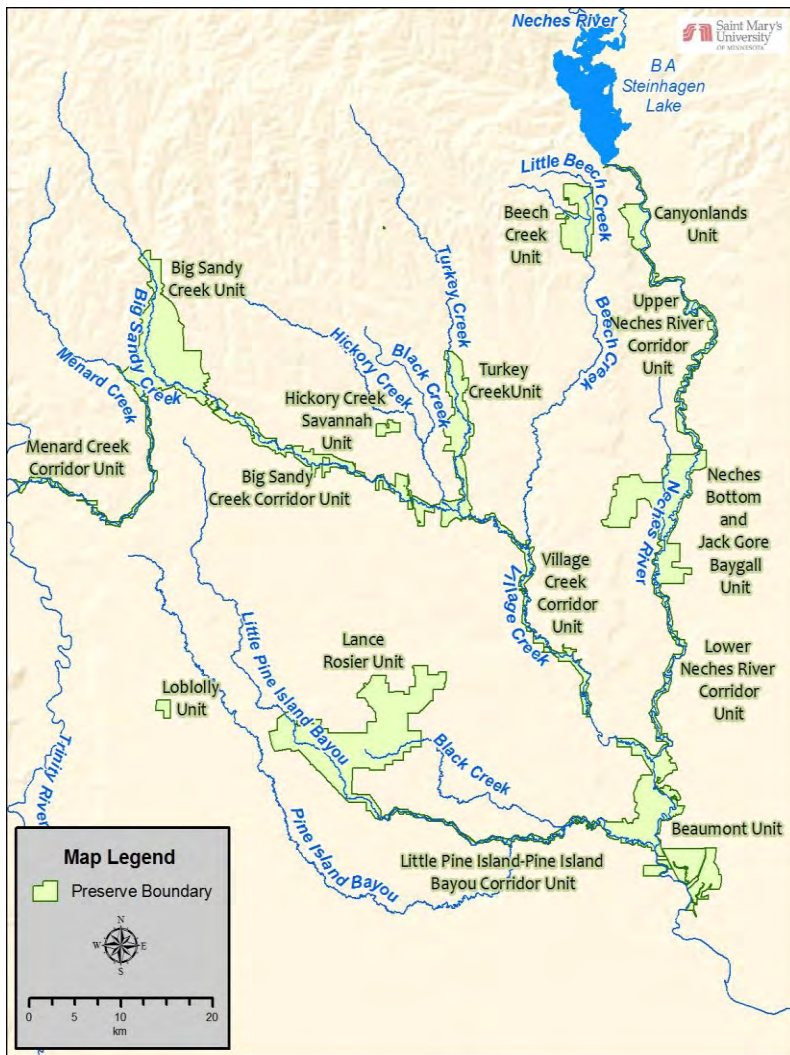 Neches River
Saint Mary's
University
OF MINNESOTA
B A
Steinhagen
Lake
Little Beech Creek
Beech
Creek
Unit
Canyonlands
Unit
Big Sandy
Creek Unit
Turkey Creek
Upper
Neches River
Corridor
Unit
Big Sandy Creek
Hickory Creek
Black Creek
Beech Creek
Menard Creek
Turkey
CreekUnit
Hickory Creek
Savannah
Unit
Menard Creek
Corridor Unit
Big Sandy
Creek Corridor Unit
Neches River
Neches
Bottom
and
Jack Gore
Baygall
Unit
Village
Creek
Corridor
Unit
Village Creek
Little Pine Island Bayou
Lance
Rosier Unit
Lower
Neches River
Corridor
Unit
Loblolly
Unit
Trinity River
Black Creek
Pine Island Bayou
Beaumont Unit
Little Pine Island-Pine Island
Bayou Corridor Unit
Map Legend
Preserve Boundary
N
W E
S
0 5 10 20
km